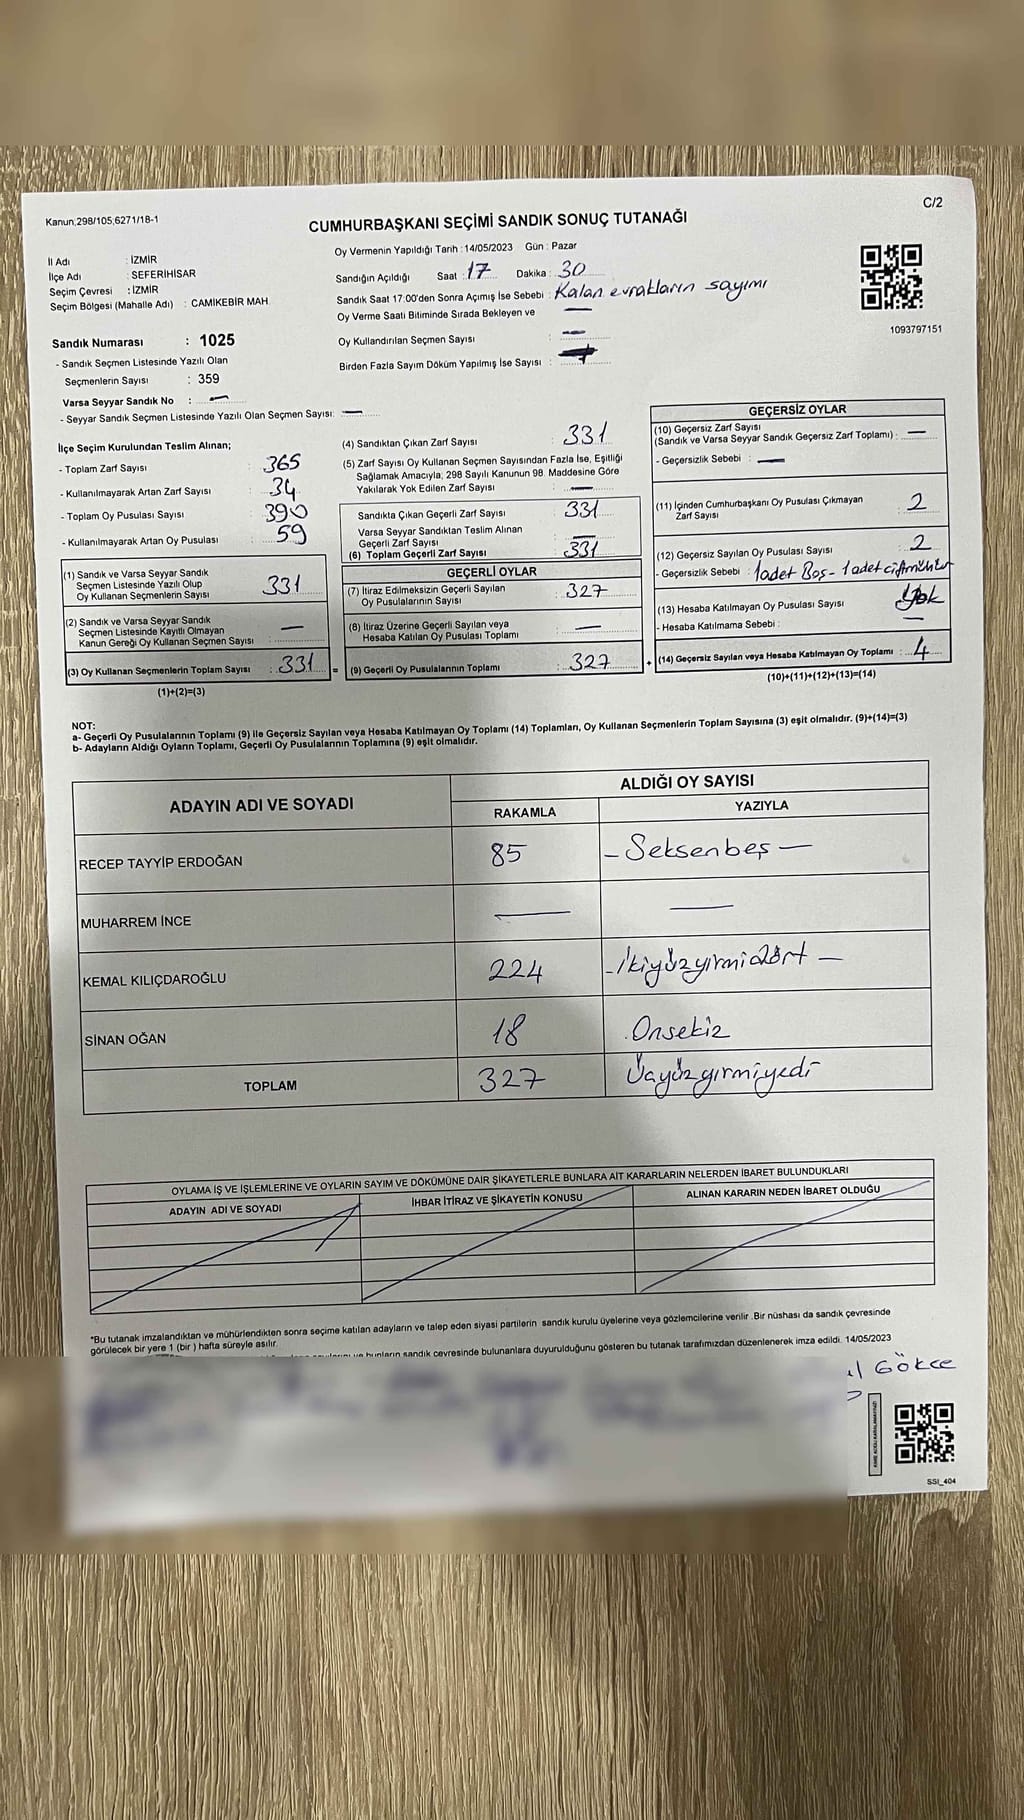 Kanun;298/105,6271/18-1
C/2
CUMHURBAŞKANI SEÇİMİ SANDIK SONUÇ TUTANAĞI
İl Adı : İZMİR
İlçe Adı : SEFERİHİSAR
Seçim Çevresi : İZMİR
Seçim Bölgesi (Mahalle Adı) : CAMİKEBİR MAH.
Oy Vermenin Yapıldığı Tarih : 14/05/2023 Gün : Pazar
Sandığın Açıldığı Saat : 17 Dakika : 30
Sandık Saat 17:00'den Sonra Açımış İse Sebebi : Kalan evrakların sayımı
Oy Verme Saati Bitiminde Sırada Bekleyen ve —
Oy Kullandırılan Seçmen Sayısı : —
Birden Fazla Sayım Döküm Yapılmış İse Sayısı :
1093797151
Sandık Numarası : 1025
- Sandık Seçmen Listesinde Yazılı Olan
Seçmenlerin Sayısı : 359
Varsa Seyyar Sandık No : —
- Seyyar Sandık Seçmen Listesinde Yazılı Olan Seçmen Sayısı: —
İlçe Seçim Kurulundan Teslim Alınan;
- Toplam Zarf Sayısı : 365
- Kullanılmayarak Artan Zarf Sayısı : 34
- Toplam Oy Pusulası Sayısı : 390
- Kullanılmayarak Artan Oy Pusulası : 59
(1) Sandık ve Varsa Seyyar Sandık
Seçmen Listesinde Yazılı Olup
Oy Kullanan Seçmenlerin Sayısı : 331
(2) Sandık ve Varsa Seyyar Sandık
Seçmen Listesinde Kayıtlı Olmayan
Kanun Gereği Oy Kullanan Seçmen Sayısı : —
(3) Oy Kullanan Seçmenlerin Toplam Sayısı : 331 =
(1)+(2)=(3)
(4) Sandıktan Çıkan Zarf Sayısı : 331
(5) Zarf Sayısı Oy Kullanan Seçmen Sayısından Fazla İse, Eşitliği
Sağlamak Amacıyla; 298 Sayılı Kanunun 98. Maddesine Göre
Yakılarak Yok Edilen Zarf Sayısı : —
Sandıkta Çıkan Geçerli Zarf Sayısı : 331
Varsa Seyyar Sandıktan Teslim Alınan
Geçerli Zarf Sayısı : —
(6) Toplam Geçerli Zarf Sayısı : 331
GEÇERLİ OYLAR
(7) İtiraz Edilmeksizin Geçerli Sayılan
Oy Pusulalarının Sayısı : 327
(8) İtiraz Üzerine Geçerli Sayılan veya
Hesaba Katılan Oy Pusulası Toplamı : —
(9) Geçerli Oy Pusulalarının Toplamı : 327 +
GEÇERSİZ OYLAR
(10) Geçersiz Zarf Sayısı
(Sandık ve Varsa Seyyar Sandık Geçersiz Zarf Toplamı) : —
- Geçersizlik Sebebi : —
(11) İçinden Cumhurbaşkanı Oy Pusulası Çıkmayan
Zarf Sayısı : 2
(12) Geçersiz Sayılan Oy Pusulası Sayısı : 2
- Geçersizlik Sebebi : 1adet Boş - 1adet çift mühür
(13) Hesaba Katılmayan Oy Pusulası Sayısı : Yok
- Hesaba Katılmama Sebebi : —
(14) Geçersiz Sayılan veya Hesaba Katılmayan Oy Toplamı : 4
(10)+(11)+(12)+(13)=(14)
NOT:
a- Geçerli Oy Pusulalarının Toplamı (9) ile Geçersiz Sayılan veya Hesaba Katılmayan Oy Toplamı (14) Toplamları, Oy Kullanan Seçmenlerin Toplam Sayısına (3) eşit olmalıdır. (9)+(14)=(3)
b- Adayların Aldığı Oyların Toplamı, Geçerli Oy Pusulalarının Toplamına (9) eşit olmalıdır.
ADAYIN ADI VE SOYADI
ALDIĞI OY SAYISI
RAKAMLA YAZIYLA
RECEP TAYYİP ERDOĞAN 85 — Seksenbeş —
MUHARREM İNCE — —
KEMAL KILIÇDAROĞLU 224 - İkiyüzyirmidört —
SİNAN OĞAN 18 Onsekiz
TOPLAM 327 Üçyüzyirmiyedi
OYLAMA İŞ VE İŞLEMLERİNE VE OYLARIN SAYIM VE DÖKÜMÜNE DAİR ŞİKAYETLERLE BUNLARA AİT KARARLARIN NELERDEN İBARET BULUNDUKLARI
ADAYIN ADI VE SOYADI İHBAR İTİRAZ VE ŞİKAYETİN KONUSU ALINAN KARARIN NEDEN İBARET OLDUĞU
*Bu tutanak imzalandıktan ve mühürlendikten sonra seçime katılan adayların ve talep eden siyasi partilerin sandık kurulu üyelerine veya gözlemcilerine verilir .Bir nüshası da sandık çevresinde
görülecek bir yere 1 (bir ) hafta süreyle asılır.
bunların sandık çevresinde bulunanlara duyurulduğunu gösteren bu tutanak tarafımızdan düzenlenerek imza edildi. 14/05/2023
Gökce
SSI_404